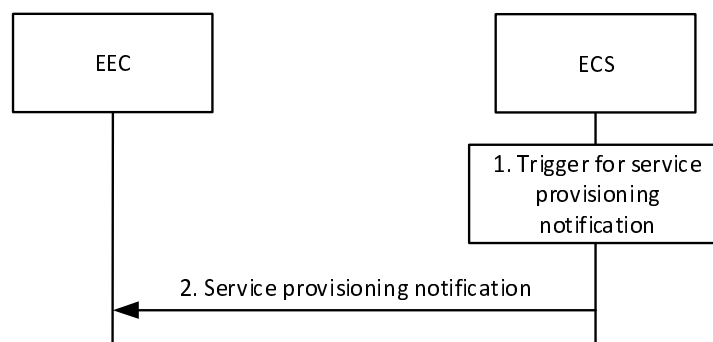 EEC
ECS
1. Trigger for service
provisioning
notification
2. Service provisioning notification